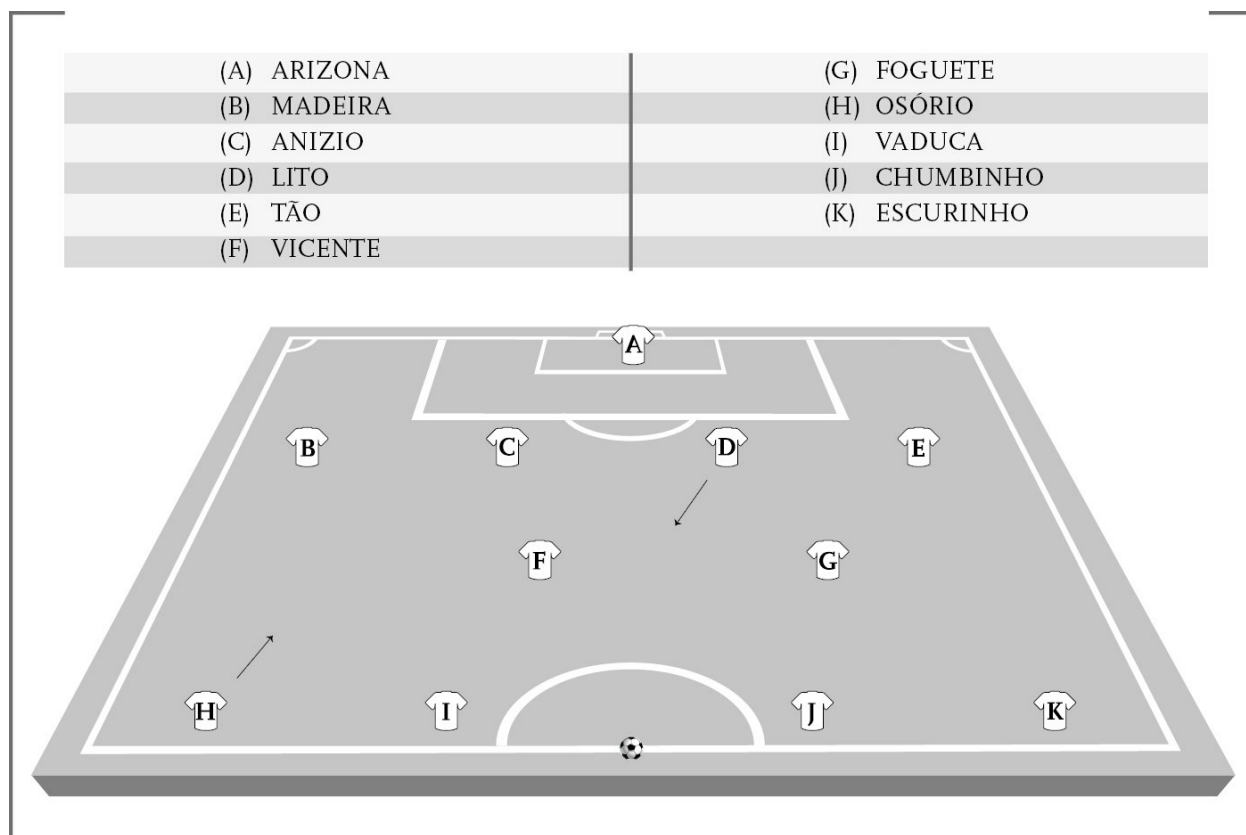 (A) ARIZONA
(B) MADEIRA
(C) ANIZIO
(D) LITO
(E) TÃO
(F) VICENTE
(G) FOGUETE
(H) OSÓRIO
(I) VADUCA
(J) CHUMBINHO
(K) ESCURINHO
A
B
C
D
E
F
G
H
I
J
K